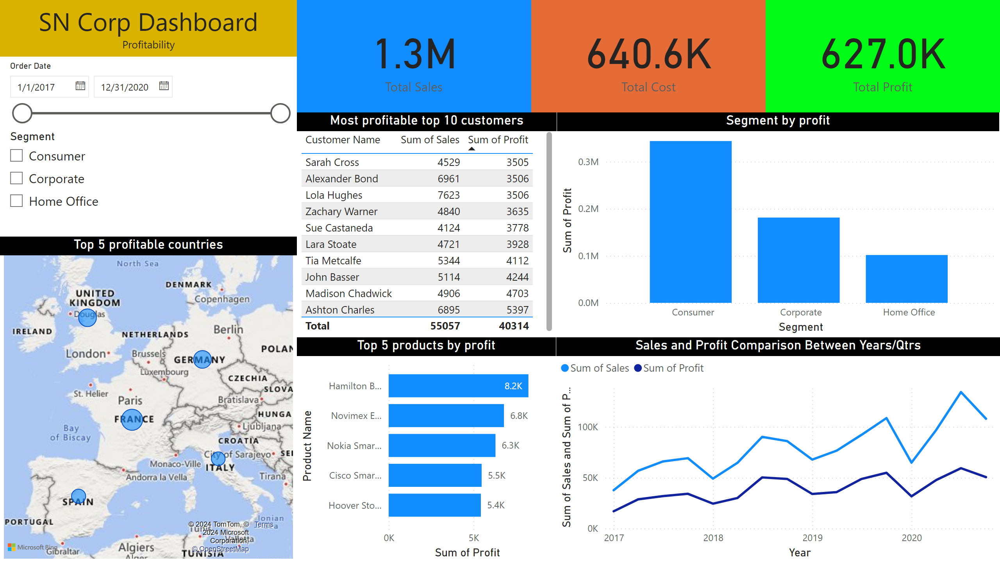 SN Corp Dashboard
Profitability
Order Date
1/1/2017
12/31/2020
Segment
Consumer
Corporate
Home Office
1.3M
Total Sales
640.6K
Total Cost
627.0K
Total Profit
Top 5 profitable countries
North Sea
DENMARK
UNITED
KINGDOM
Copenhagen
Douglas
IRELAND
NETHERLANDS
Berlin
POLAN
London
Brussels
GERMANY
Luxembourg
CZECHIA
SLOVA
St. Helier
Paris
Bratislava
FRANCE
HUNGA
Ljubljana
Bay
of Biscay
CROATIA
City of Sarajevo
SEI
Monaco-Ville
ITALY
Andorra la Vella
Tirana
SPAIN
PORTUGAL
Ionian
a
© 2024 TomTom, © Terms
Tunis
2024 Microsoft
Corporation,
Valletta
© OpenStreetMap
Microsoft Bing
Gibraltar
Algiers
Alger
TUNISIA
Most profitable top 10 customers
Customer Name Sum of Sales Sum of Profit
Sarah Cross 4529 3505
Alexander Bond 6961 3506
Lola Hughes 7623 3506
Zachary Warner 4840 3635
Sue Castaneda 4124 3778
Lara Stoate 4721 3928
Tia Metcalfe 5344 4112
John Basser 5114 4244
Madison Chadwick 4906 4703
Ashton Charles 6895 5397
Total 55057 40314
Segment by profit
Sum of Profit
0.3M
0.2M
0.1M
0.0M
Consumer Corporate Home Office
Segment
Top 5 products by profit
Product Name
Hamilton B... 8.2K
Novimex E... 6.8K
Nokia Smar... 6.3K
Cisco Smar... 5.5K
Hoover Sto... 5.4K
0K 5K
Sum of Profit
Sales and Profit Comparison Between Years/Qtrs
Sum of Sales Sum of Profit
Sum of Sales and Sum of P...
100K
50K
0K
2017 2018 2019 2020
Year